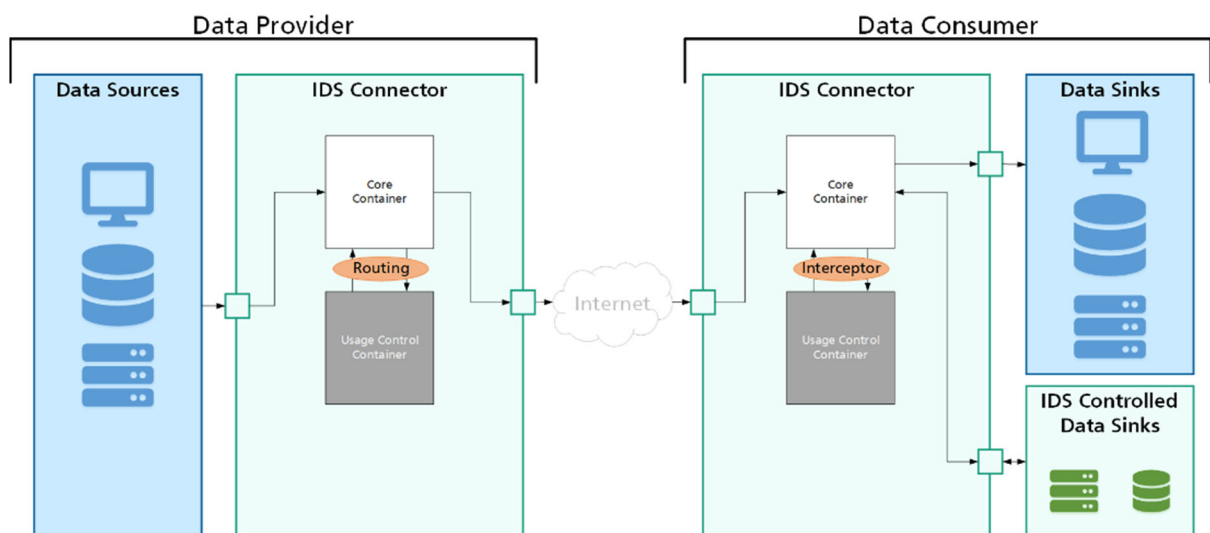 Data Provider
Data Consumer
Data Sources
IDS Connector
Core
Container
Routing
Usage Control
Container
Internet
IDS Connector
Core
Container
Interceptor
Usage Control
Container
Data Sinks
IDS Controlled
Data Sinks